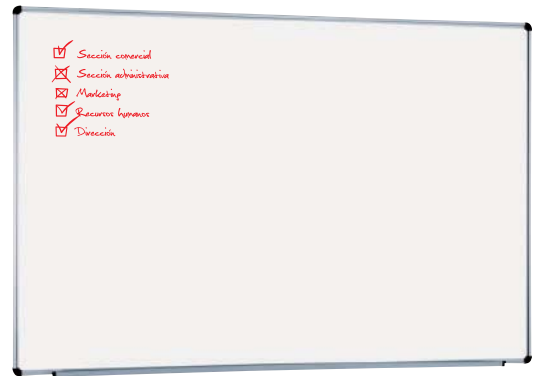 Sección comercial
Sección administrativa
Marketing
Recursos humanos
Dirección